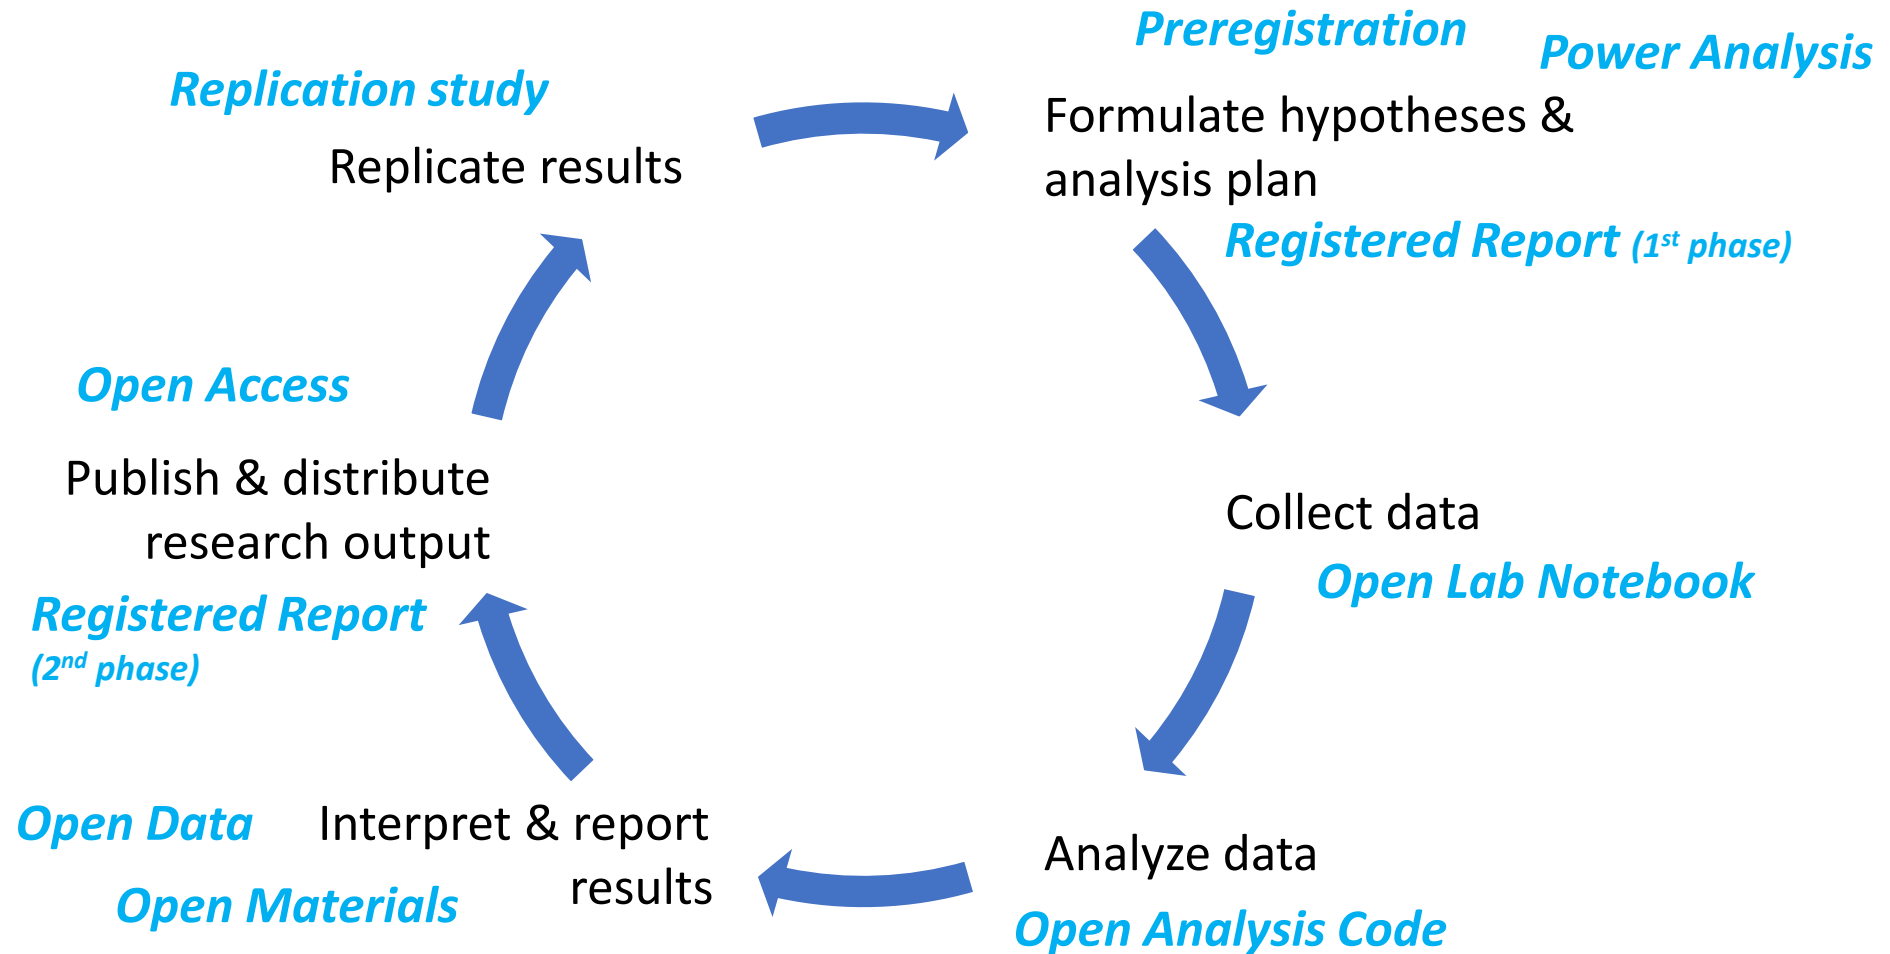 Preregistration
Power Analysis
Formulate hypotheses &
analysis plan
Registered Report (1st phase)
Collect data
Open Lab Notebook
Analyze data
Open Analysis Code
Interpret & report
results
Open Data
Open Materials
Open Access
Publish & distribute
research output
Registered Report
(2nd phase)
Replication study
Replicate results